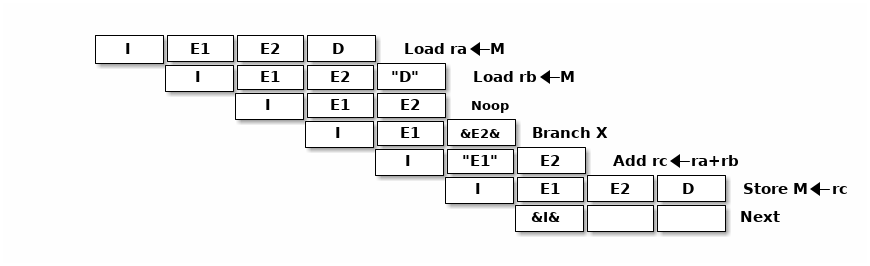 I E1 E2 D Load ra←M
I E1 E2 "D" Load rb←M
I E1 E2 Noop
I E1 &E2& Branch X
I "E1" E2 Add rc←ra+rb
I E1 E2 D Store M←rc
&I& Next